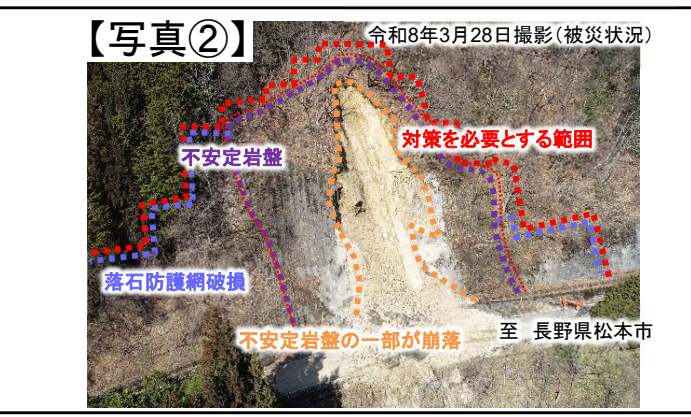 【写真②】
令和8年3月28日撮影（被災状況）
対策を必要とする範囲
不安定岩盤
落石防護網破損
不安定岩盤の一部が崩落
至　長野県松本市